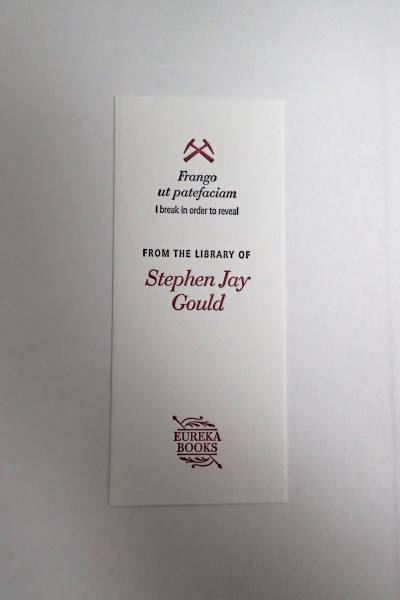 Frango
ut patefaciam
I break in order to reveal
FROM THE LIBRARY OF
Stephen Jay
Gould
EUREKA
BOOKS